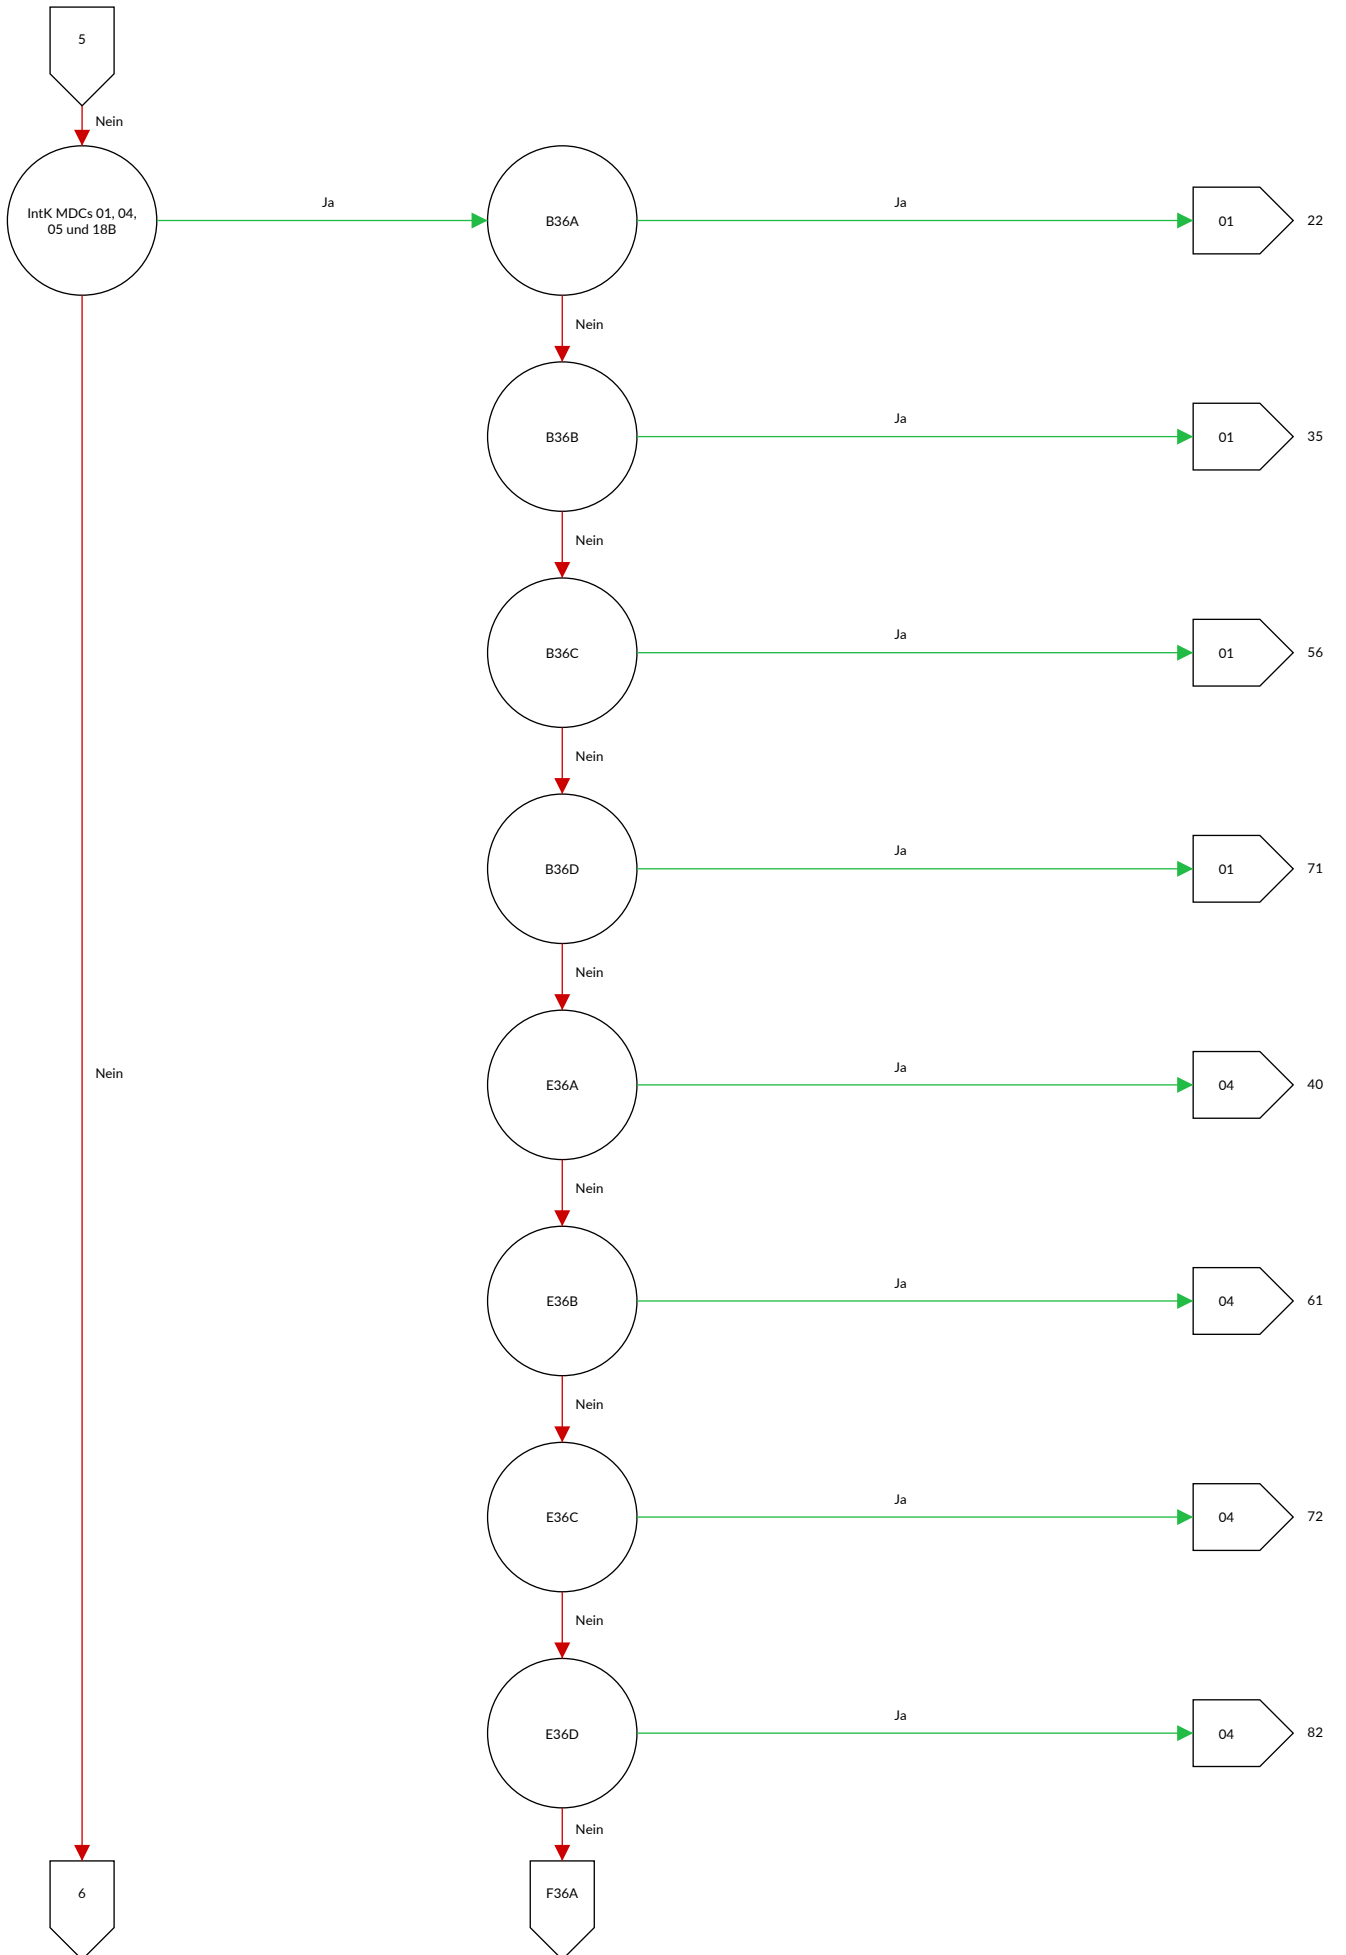 5
Nein
IntK MDCs 01, 04,
05 und 18B
Ja
B36A
Ja
01
22
Nein
B36B
Ja
01
35
Nein
B36C
Ja
01
56
Nein
B36D
Ja
01
71
Nein
Nein
E36A
Ja
04
40
Nein
E36B
Ja
04
61
Nein
E36C
Ja
04
72
Nein
E36D
Ja
04
82
Nein
6
F36A